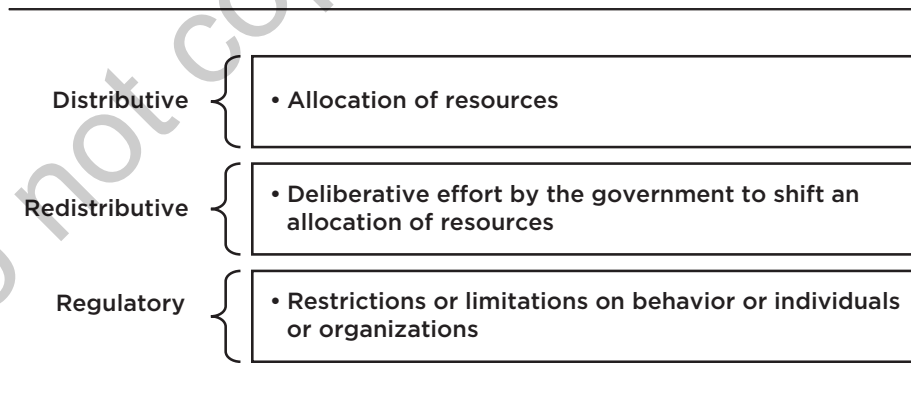 Distributive
• Allocation of resources
Redistributive
• Deliberative effort by the government to shift an
allocation of resources
Regulatory
• Restrictions or limitations on behavior or individuals
or organizations
not